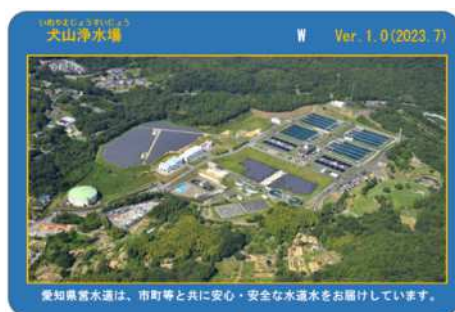 いぬやまじょうすいじょう
犬山浄水場
W
Ver.1.0(2023.7)
愛知県営水道は、市町等と共に安心・安全な水道水をお届けしています。